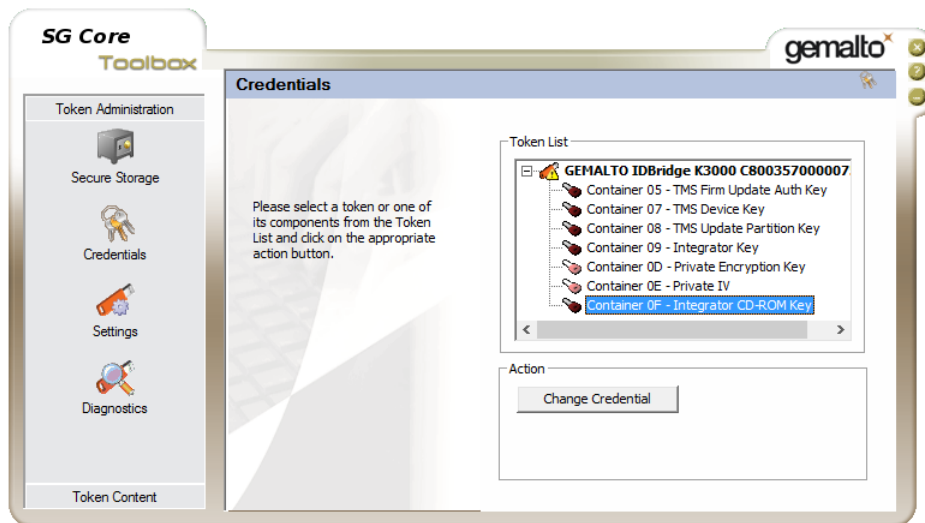 SG Core
Toolbox
gemalto
Credentials
Token Administration
Secure Storage
Credentials
Settings
Diagnostics
Token Content
Please select a token or one of
its components from the Token
List and click on the appropriate
action button.
Token List
GEMALTO IDBridge K3000 C800357000007
Container 05 - TMS Firm Update Auth Key
Container 07 - TMS Device Key
Container 08 - TMS Update Partition Key
Container 09 - Integrator Key
Container 0D - Private Encryption Key
Container 0E - Private IV
Container 0F - Integrator CD-ROM Key
Action
Change Credential